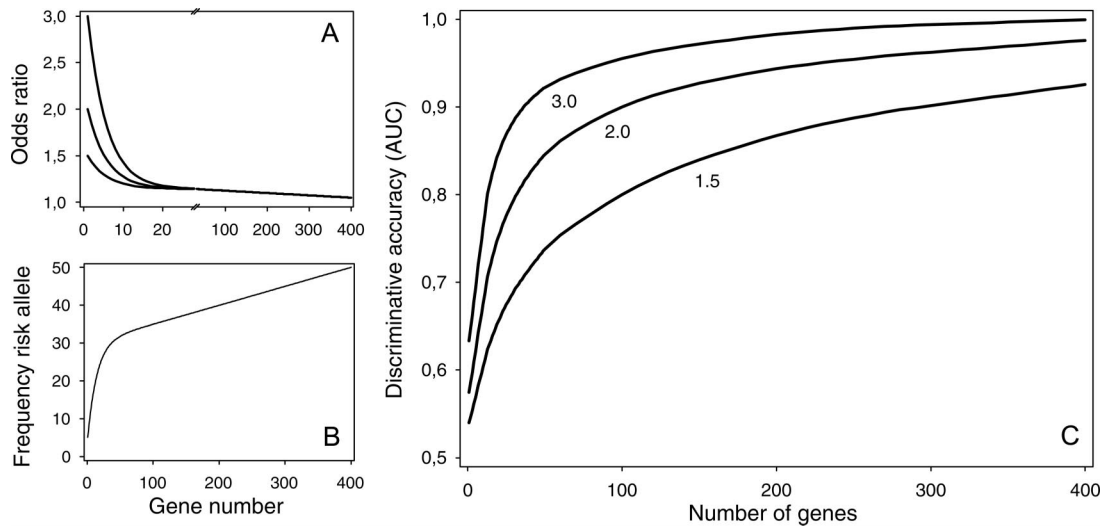 A
Odds ratio
3,0
2,5
2,0
1,5
1,0
0 10 20 100 200 300 400
B
Frequency risk allele
50
40
30
20
10
0
0 100 200 300 400
Gene number
C
Discriminative accuracy (AUC)
1,0
0,9
0,8
0,7
0,6
0,5
3.0
2.0
1.5
0 100 200 300 400
Number of genes